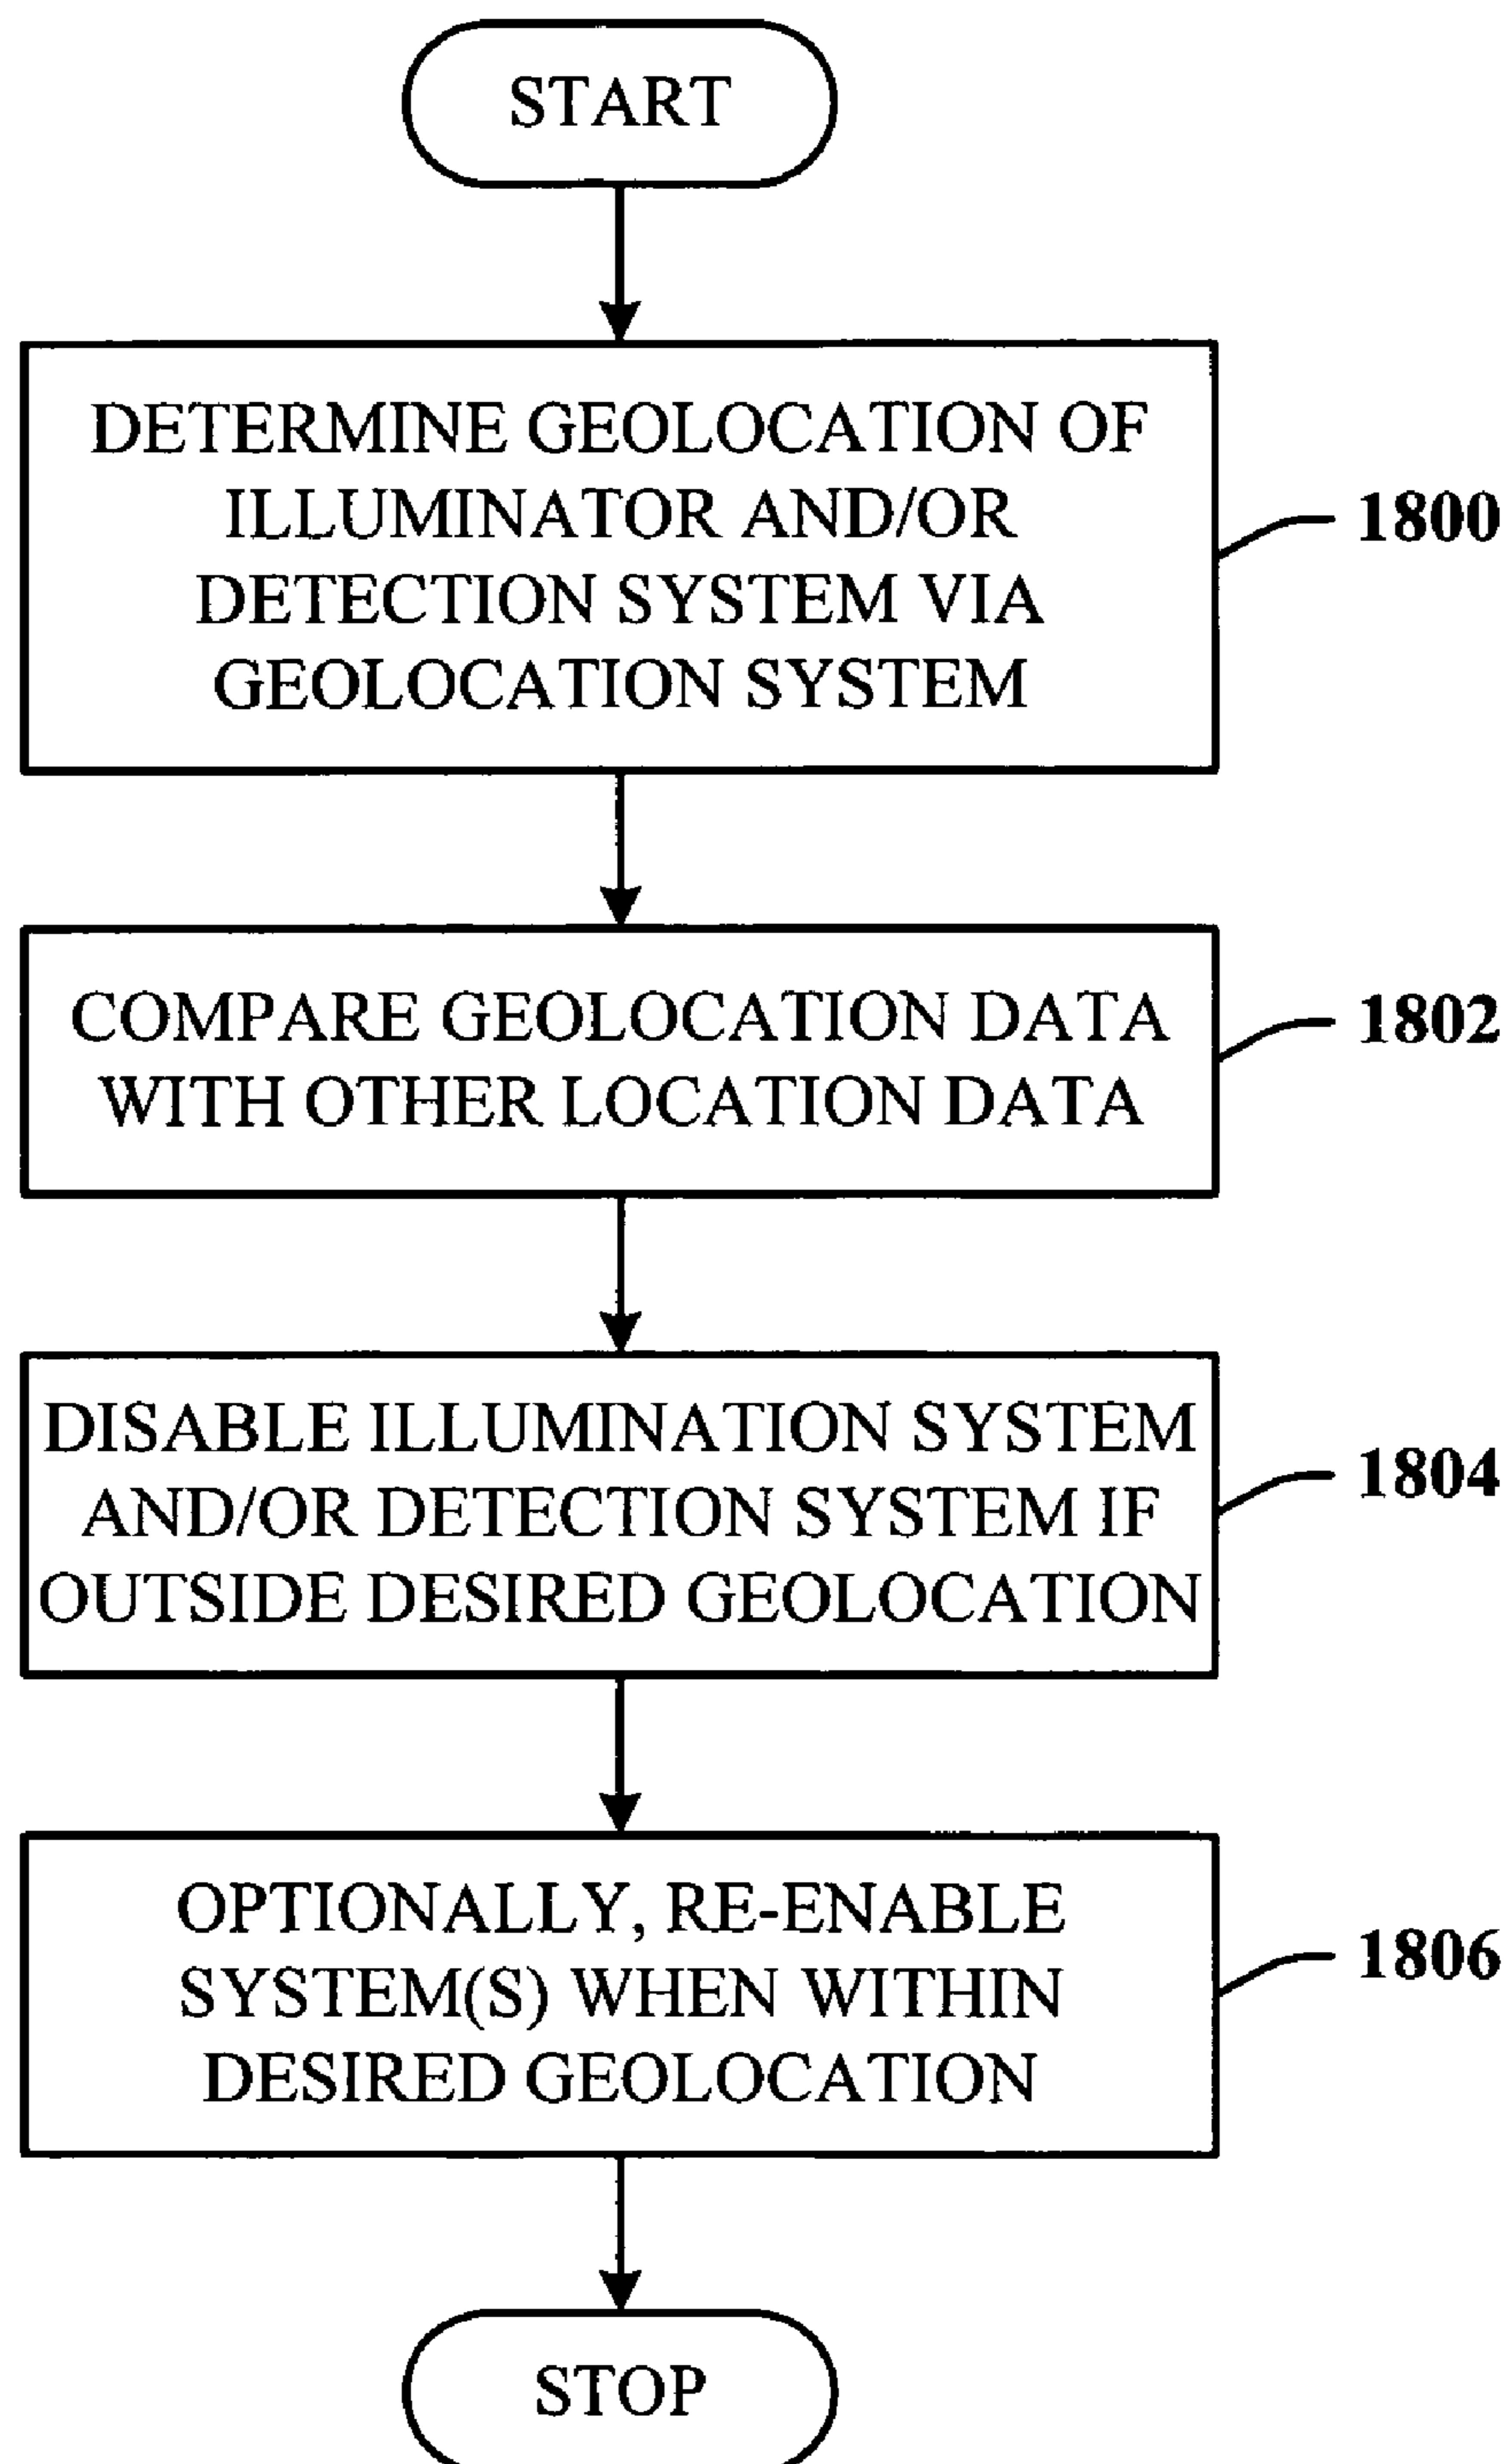 START
DETERMINE GEOLOCATION OF
ILLUMINATOR AND/OR
DETECTION SYSTEM VIA
GEOLOCATION SYSTEM
1800
COMPARE GEOLOCATION DATA
WITH OTHER LOCATION DATA
1802
DISABLE ILLUMINATION SYSTEM
AND/OR DETECTION SYSTEM IF
OUTSIDE DESIRED GEOLOCATION
1804
OPTIONALLY, RE-ENABLE
SYSTEM(S) WHEN WITHIN
DESIRED GEOLOCATION
1806
STOP